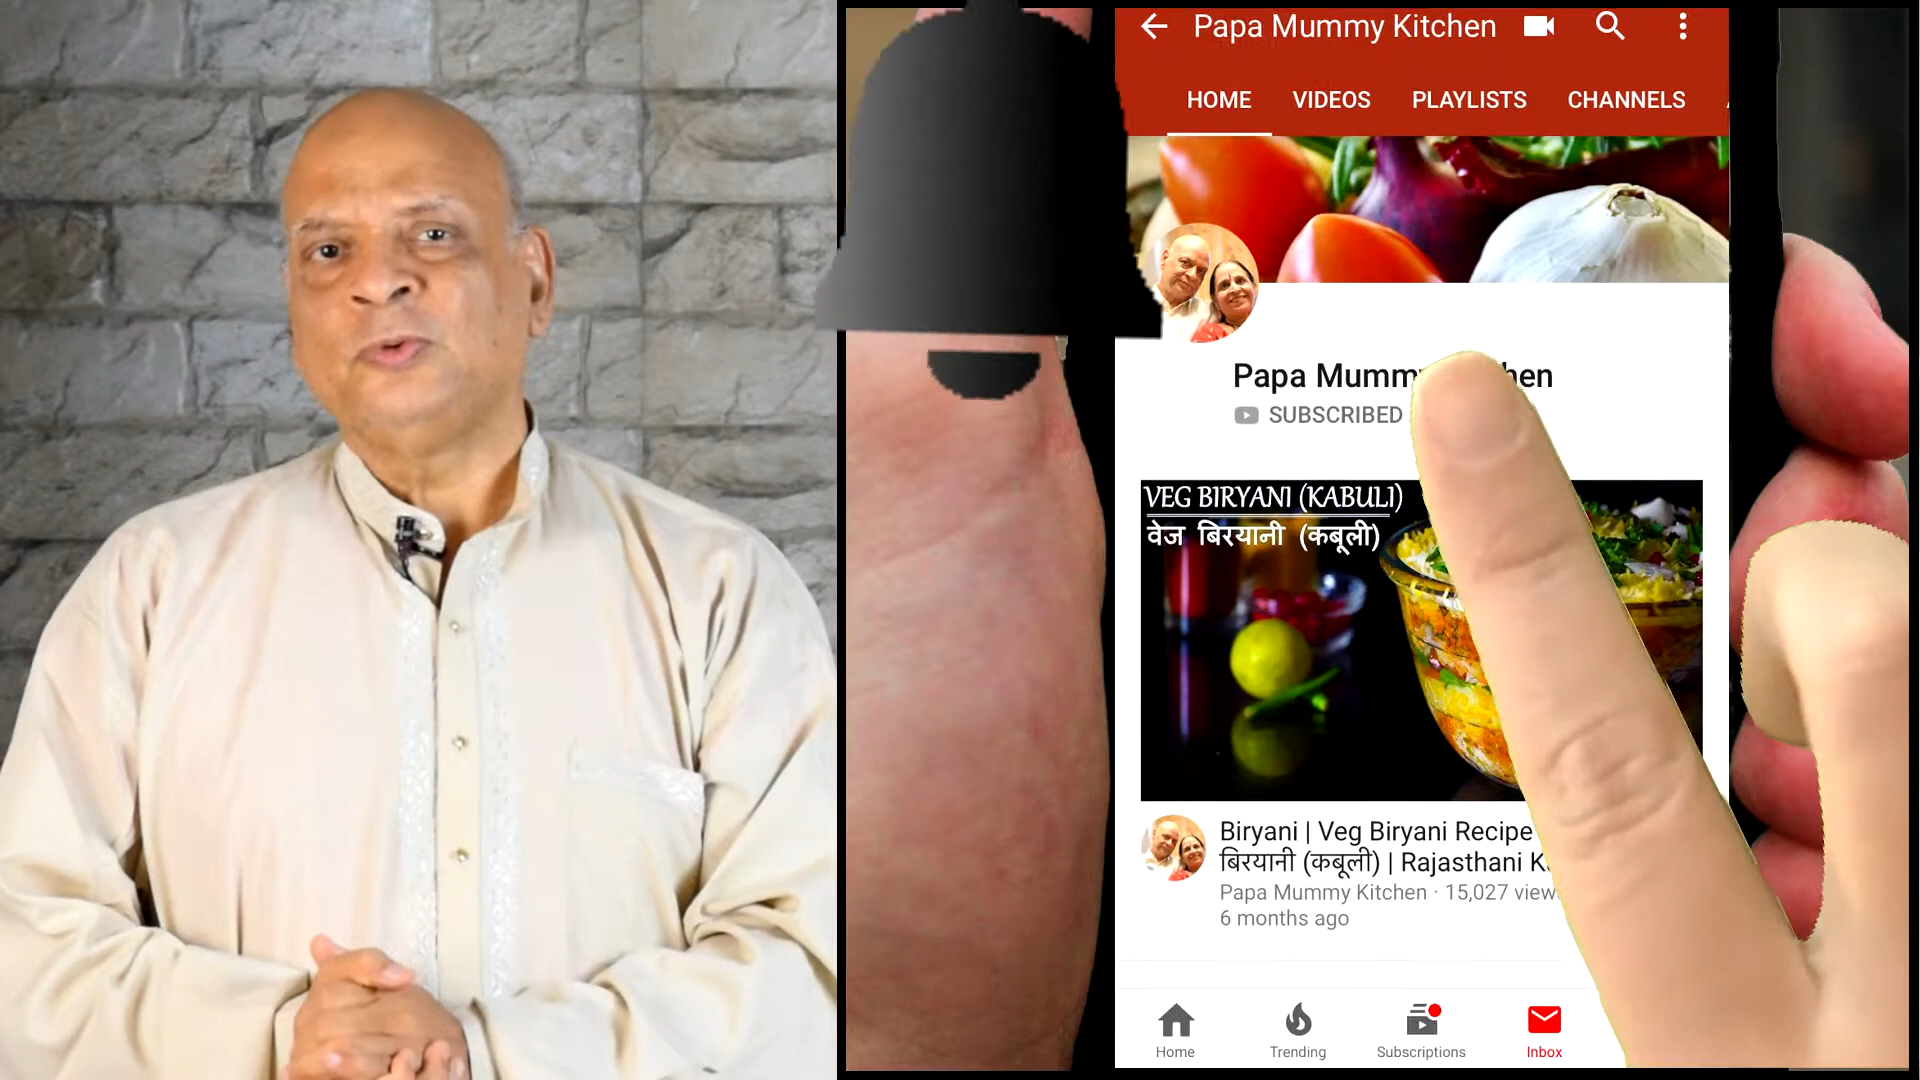 Papa Mummy Kitchen
HOME VIDEOS PLAYLISTS CHANNELS
Papa
SUBSCRIBED
VEG BIRYANI (KABULI)
वेज बिरयानी (कबूली)
Biryani | Veg Biryani Recipe
बिरयानी (कबूली) | Rajasthani
Papa Mummy Kitchen · 15,027
6 months ago
Home Trending Subscriptions Inbox